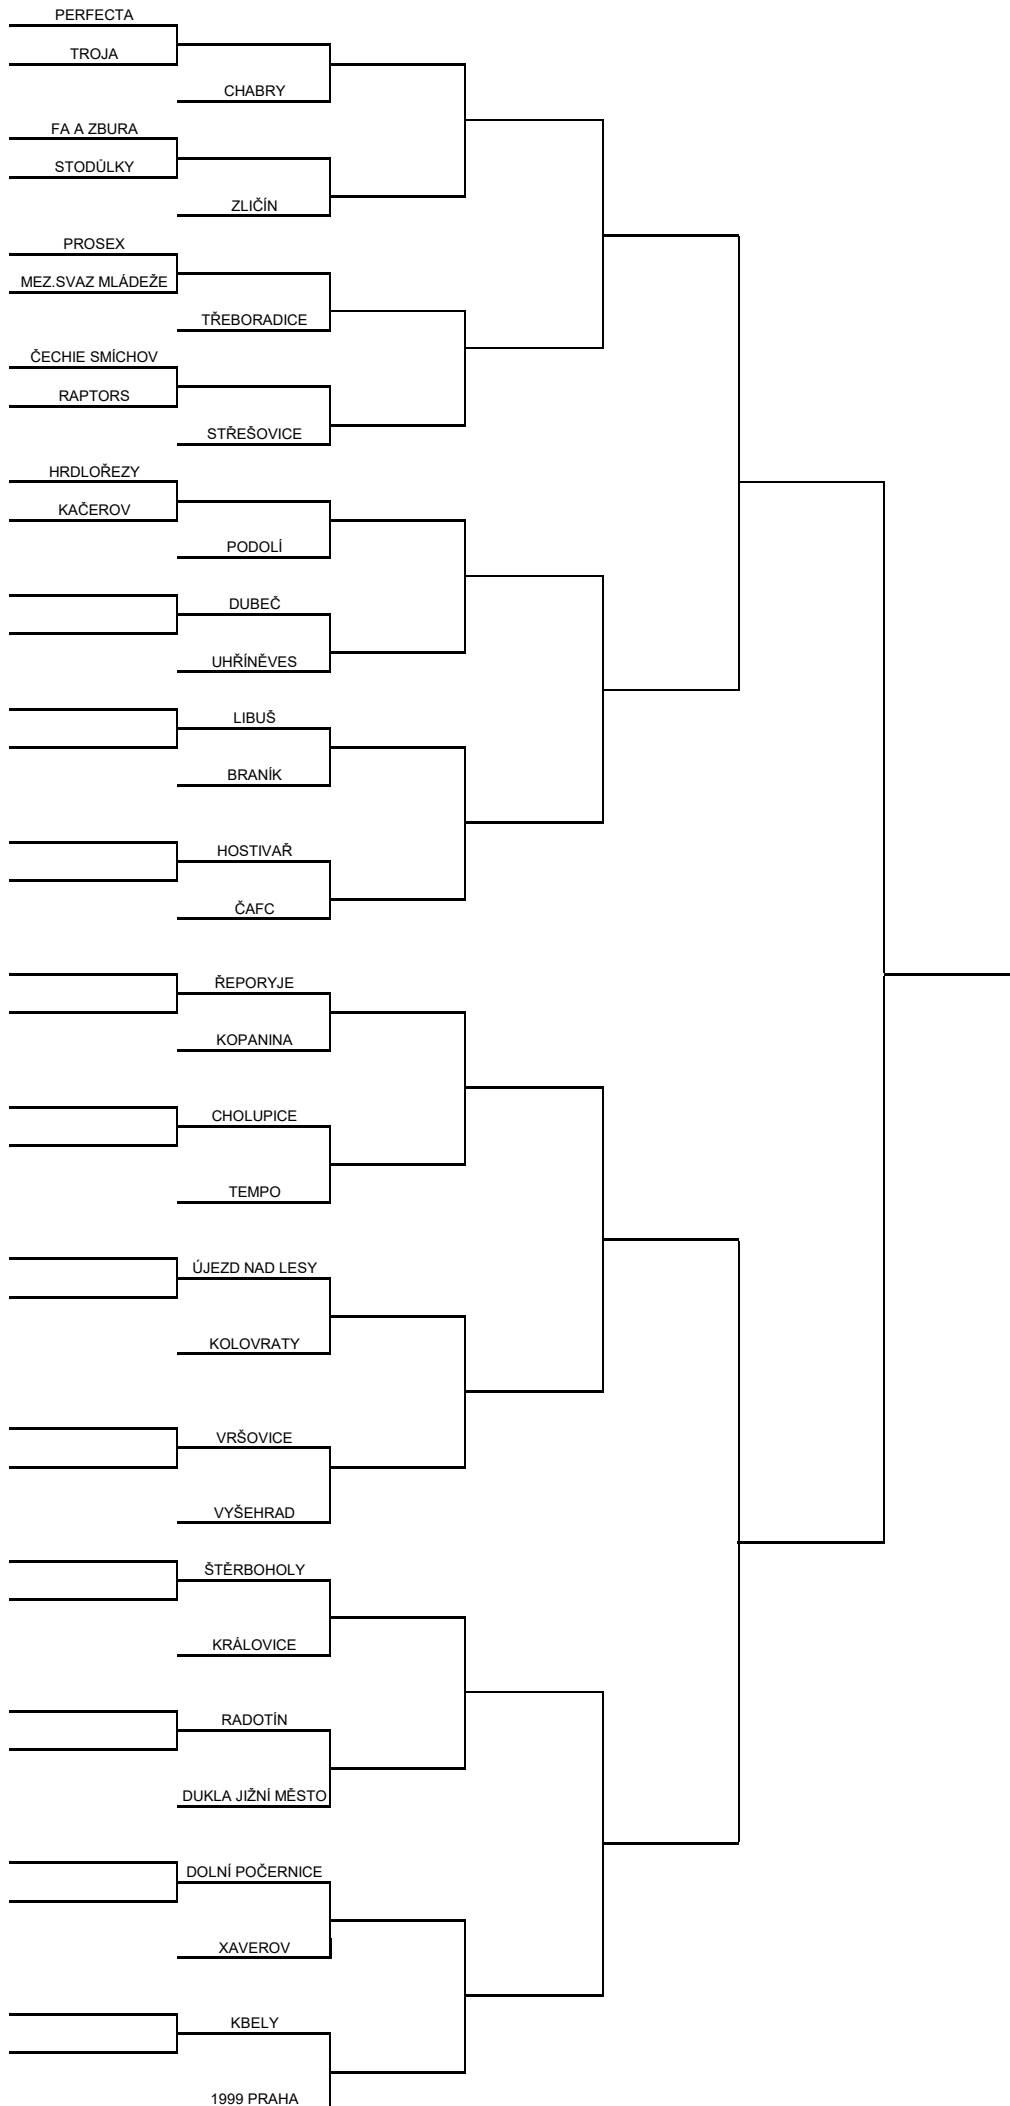 PERFECTA
TROJA
CHABRY
FA A ZBURA
STODŮLKY
ZLIČÍN
PROSEX
MEZ.SVAZ MLÁDEŽE
TŘEBORADICE
ČECHIE SMÍCHOV
RAPTORS
STŘEŠOVICE
HRDLOŘEZY
KAČEROV
PODOLÍ
DUBEČ
UHŘÍNĚVES
LIBUŠ
BRANÍK
HOSTIVAŘ
ČAFC
ŘEPORYJE
KOPANINA
CHOLUPICE
TEMPO
ÚJEZD NAD LESY
KOLOVRATY
VRŠOVICE
VYŠEHRAD
ŠTĚRBOHOLY
KRÁLOVICE
RADOTÍN
DUKLA JIŽNÍ MĚSTO
DOLNÍ POČERNICE
XAVEROV
KBELY
1999 PRAHA